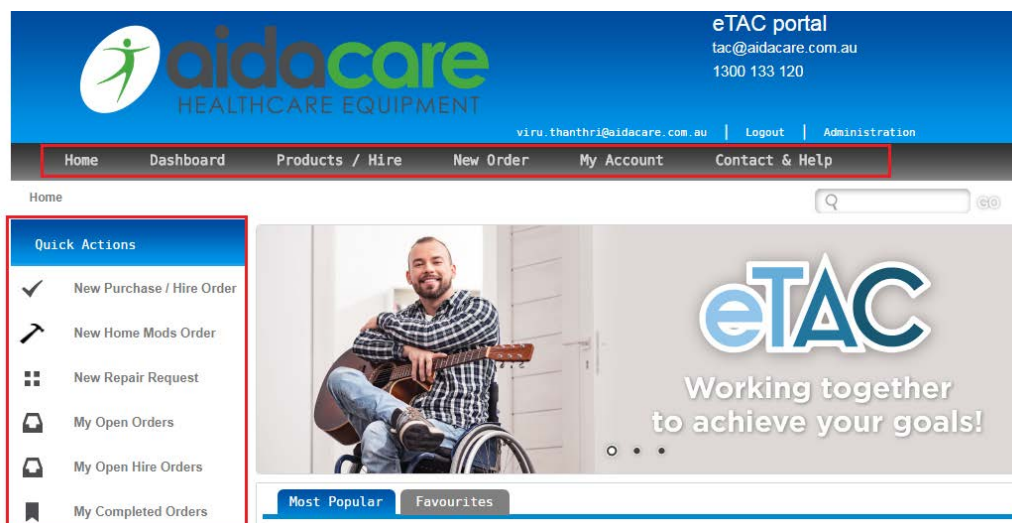 aidacare
HEALTHCARE EQUIPMENT
eTAC portal
tac@aidacare.com.au
1300 133 120
viru.thanthri@aidacare.com.au | Logout | Administration
Home Dashboard Products / Hire New Order My Account Contact & Help
Home
GO
Quick Actions
New Purchase / Hire Order
New Home Mods Order
New Repair Request
My Open Orders
My Open Hire Orders
My Completed Orders
eTAC
Working together
to achieve your goals!
Most Popular Favourites